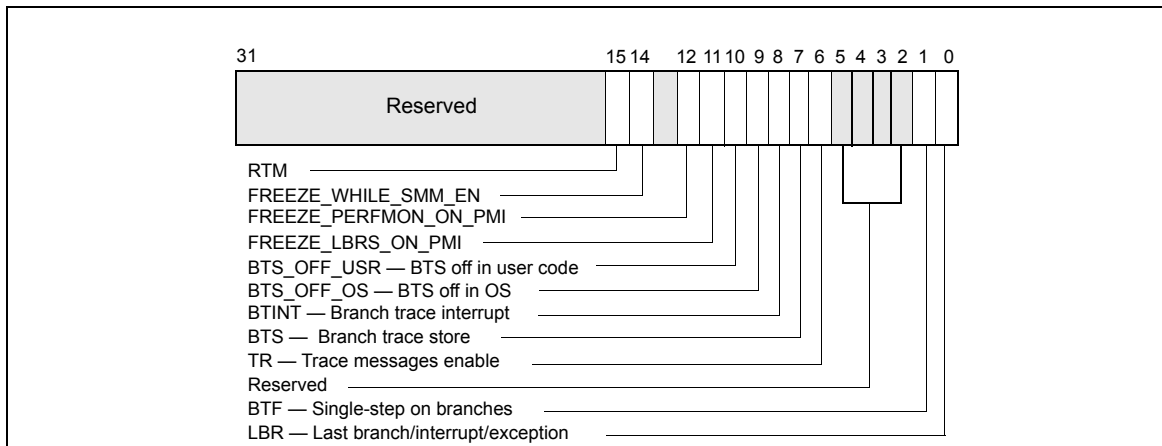 31 15 14 12 11 10 9 8 7 6 5 4 3 2 1 0
Reserved
RTM
FREEZE_WHILE_SMM_EN
FREEZE_PERFMON_ON_PMI
FREEZE_LBRS_ON_PMI
BTS_OFF_USR — BTS off in user code
BTS_OFF_OS — BTS off in OS
BTINT — Branch trace interrupt
BTS — Branch trace store
TR — Trace messages enable
Reserved
BTF — Single-step on branches
LBR — Last branch/interrupt/exception